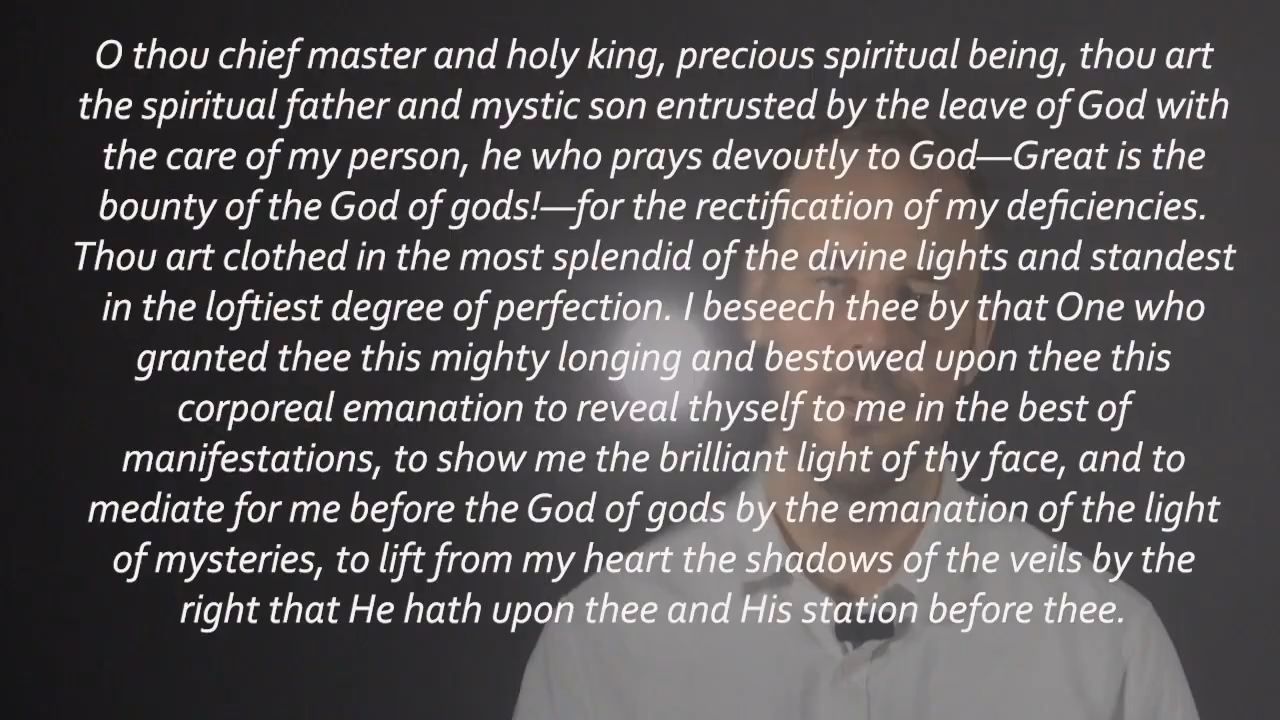 O thou chief master and holy king, precious spiritual being, thou art
the spiritual father and mystic son entrusted by the leave of God with
the care of my person, he who prays devoutly to God—Great is the
bounty of the God of gods!—for the rectification of my deficiencies.
Thou art clothed in the most splendid of the divine lights and standest
in the loftiest degree of perfection. I beseech thee by that One who
granted thee this mighty longing and bestowed upon thee this
corporeal emanation to reveal thyself to me in the best of
manifestations, to show me the brilliant light of thy face, and to
mediate for me before the God of gods by the emanation of the light
of mysteries, to lift from my heart the shadows of the veils by the
right that He hath upon thee and His station before thee.